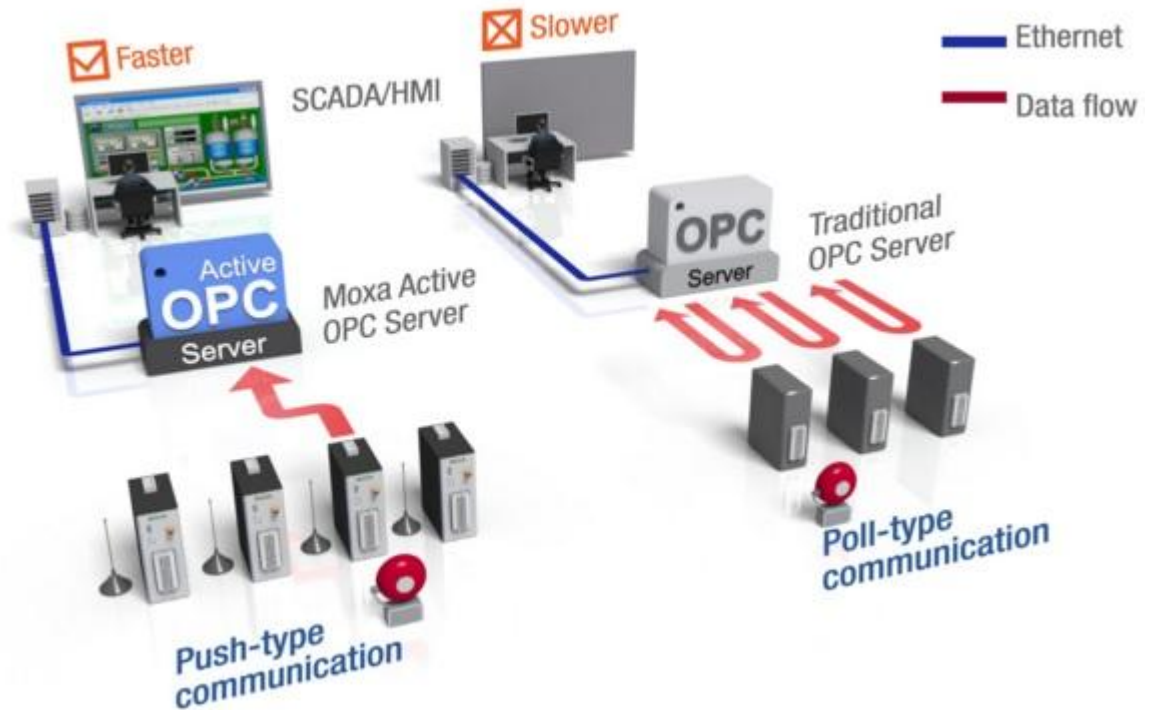 Faster
SCADA/HMI
Active
OPC
Server
Moxa Active
OPC Server
Push-type
communication
Slower
OPC
Server
Traditional
OPC Server
Poll-type
communication
Ethernet
Data flow